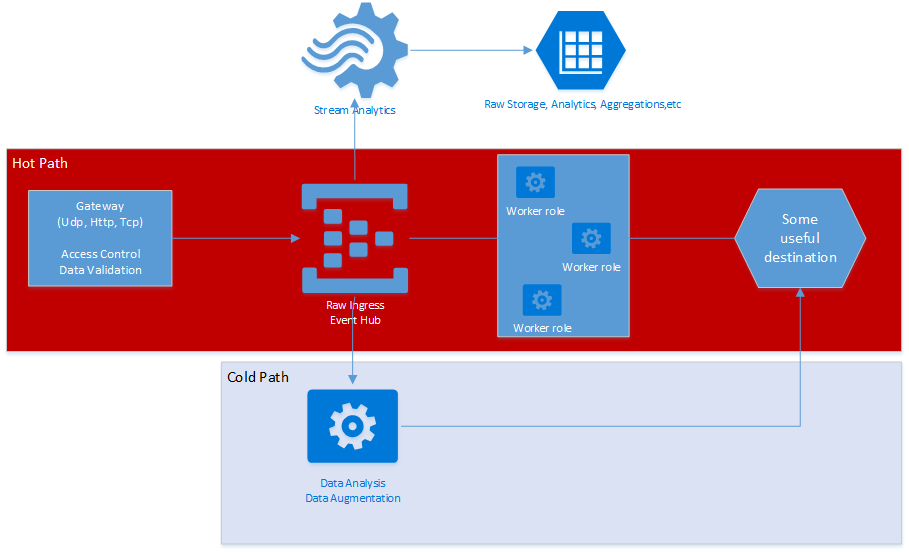 Stream Analytics
Raw Storage, Analytics, Aggregations,etc
Hot Path
Gateway
(Udp, Http, Tcp)
Access Control
Data Validation
Raw Ingress
Event Hub
Worker role
Worker role
Worker role
Some
useful
destination
Cold Path
Data Analysis
Data Augmentation